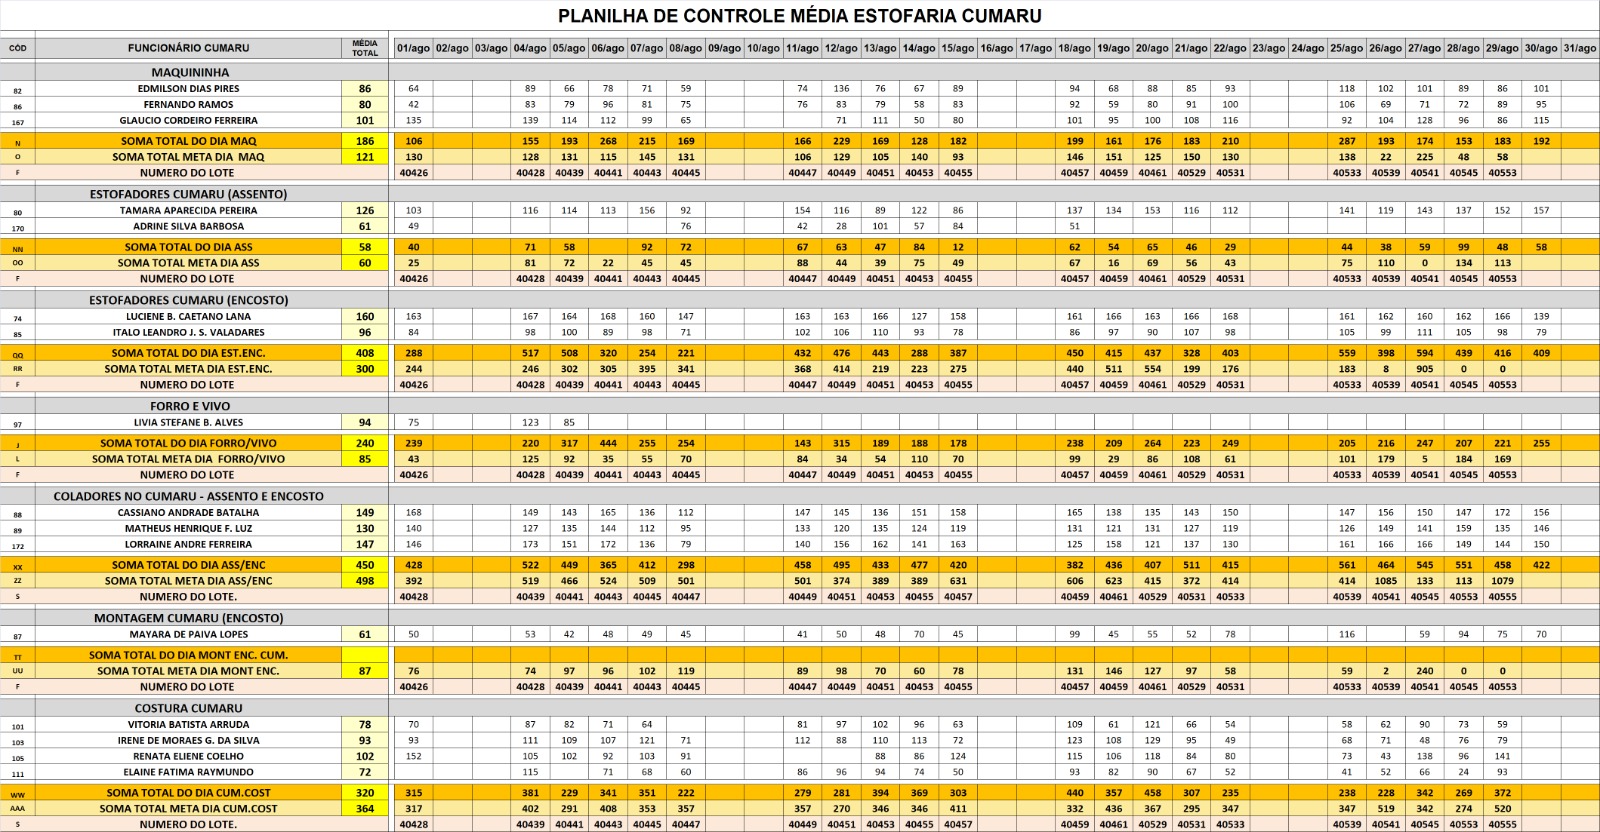 PLANILHA DE CONTROLE MÉDIA ESTOFARIA CUMARU
CÓD FUNCIONÁRIO CUMARU MÉDIA TOTAL 01/ago 02/ago 03/ago 04/ago 05/ago 06/ago 07/ago 08/ago 09/ago 10/ago 11/ago 12/ago 13/ago 14/ago 15/ago 16/ago 17/ago 18/ago 19/ago 20/ago 21/ago 22/ago 23/ago 24/ago 25/ago 26/ago 27/ago 28/ago 29/ago 30/ago 31/ago
MAQUININHA
82 EDMILSON DIAS PIRES 86 64 89 66 78 71 59 74 136 76 67 89 94 68 88 85 93 118 102 101 89 86 101
86 FERNANDO RAMOS 80 42 83 79 96 81 75 76 83 79 58 83 92 59 80 91 100 106 69 71 72 89 95
167 GLAUCIO CORDEIRO FERREIRA 101 135 139 114 112 99 65 71 111 50 80 101 95 100 108 116 92 104 128 96 86 115
N SOMA TOTAL DO DIA MAQ 186 106 155 193 268 215 169 166 229 169 128 182 199 161 176 183 210 287 193 174 153 183 192
O SOMA TOTAL META DIA MAQ 121 130 128 131 115 145 131 106 129 105 140 93 146 151 125 150 130 138 22 225 48 58
F NUMERO DO LOTE 40426 40428 40439 40441 40443 40445 40447 40449 40451 40453 40455 40457 40459 40461 40529 40531 40533 40539 40541 40545 40553
ESTOFADORES CUMARU (ASSENTO)
80 TAMARA APARECIDA PEREIRA 126 103 116 114 113 156 92 154 116 89 122 86 137 134 153 116 112 141 119 143 137 152 157
170 ADRINE SILVA BARBOSA 61 49 76 42 28 101 57 84 51
NN SOMA TOTAL DO DIA ASS 58 40 71 58 92 72 67 63 47 84 12 62 54 65 46 29 44 38 59 99 48 58
OO SOMA TOTAL META DIA ASS 60 25 81 72 22 45 45 88 44 39 75 49 67 16 69 56 43 75 110 0 134 113
F NUMERO DO LOTE 40426 40428 40439 40441 40443 40445 40447 40449 40451 40453 40455 40457 40459 40461 40529 40531 40533 40539 40541 40545 40553
ESTOFADORES CUMARU (ENCOSTO)
74 LUCIENE B. CAETANO LANA 160 163 167 164 168 160 147 163 163 166 127 158 161 166 163 166 168 161 162 160 162 166 139
85 ITALO LEANDRO J. S. VALADARES 96 84 98 100 89 98 71 102 106 110 93 78 86 97 90 107 98 105 99 111 105 98 79
QQ SOMA TOTAL DO DIA EST.ENC. 408 288 517 508 320 254 221 432 476 443 288 387 450 415 437 328 403 559 398 594 439 416 409
RR SOMA TOTAL META DIA EST.ENC. 300 244 246 302 305 395 341 368 414 219 223 275 440 511 554 199 176 183 8 905 0 0
F NUMERO DO LOTE 40426 40428 40439 40441 40443 40445 40447 40449 40451 40453 40455 40457 40459 40461 40529 40531 40533 40539 40541 40545 40553
FORRO E VIVO
97 LIVIA STEFANE B. ALVES 94 75 123 85
J SOMA TOTAL DO DIA FORRO/VIVO 240 239 220 317 444 255 254 143 315 189 188 178 238 209 264 223 249 205 216 247 207 221 255
L SOMA TOTAL META DIA FORRO/VIVO 85 43 125 92 35 55 70 84 34 54 110 70 99 29 86 108 61 101 179 5 184 169
F NUMERO DO LOTE 40426 40428 40439 40441 40443 40445 40447 40449 40451 40453 40455 40457 40459 40461 40529 40531 40533 40539 40541 40545 40553
COLADORES NO CUMARU - ASSENTO E ENCOSTO
88 CASSIANO ANDRADE BATALHA 149 168 149 143 165 136 112 147 145 136 151 158 165 138 135 143 150 147 156 150 147 172 156
89 MATHEUS HENRIQUE F. LUZ 130 140 127 135 144 112 95 133 120 135 124 119 131 121 131 127 119 126 149 141 159 135 146
172 LORRAINE ANDRE FERREIRA 147 146 173 151 172 136 79 140 156 162 141 163 125 158 121 137 130 161 166 166 149 144 150
XX SOMA TOTAL DO DIA ASS/ENC 450 428 522 449 365 412 298 458 495 433 477 420 382 436 407 511 415 561 464 545 551 458 422
ZZ SOMA TOTAL META DIA ASS/ENC 498 392 519 466 524 509 501 501 374 389 389 631 606 623 415 372 414 414 1085 133 113 1079
S NUMERO DO LOTE. 40428 40439 40441 40443 40445 40447 40449 40451 40453 40455 40457 40459 40461 40529 40531 40533 40539 40541 40545 40553 40555
MONTAGEM CUMARU (ENCOSTO)
87 MAYARA DE PAIVA LOPES 61 50 53 42 48 49 45 41 50 48 70 45 99 45 55 52 78 116 59 94 75 70
TT SOMA TOTAL DO DIA MONT ENC. CUM.
UU SOMA TOTAL META DIA MONT ENC. 87 76 74 97 96 102 119 89 98 70 60 78 131 146 127 97 58 59 2 240 0 0
F NUMERO DO LOTE 40426 40428 40439 40441 40443 40445 40447 40449 40451 40453 40455 40457 40459 40461 40529 40531 40533 40539 40541 40545 40553
COSTURA CUMARU
101 VITORIA BATISTA ARRUDA 78 70 87 82 71 64 81 97 102 96 63 109 61 121 66 54 58 62 90 73 59
103 IRENE DE MORAES G. DA SILVA 93 93 111 109 107 121 71 112 88 110 113 72 123 108 129 95 49 68 71 48 76 79
105 RENATA ELIENE COELHO 102 152 105 102 92 103 91 88 86 124 115 106 118 84 80 73 43 138 96 141
111 ELAINE FATIMA RAYMUNDO 72 115 71 68 60 86 96 94 74 50 93 82 90 67 52 41 52 66 24 93
WW SOMA TOTAL DO DIA CUM.COST 320 315 381 229 341 351 222 279 281 394 369 303 440 357 458 307 235 238 228 342 269 372
AAA SOMA TOTAL META DIA CUM.COST 364 317 402 291 408 353 357 357 270 346 346 411 332 436 367 295 347 347 519 342 274 520
S NUMERO DO LOTE. 40428 40439 40441 40443 40445 40447 40449 40451 40453 40455 40457 40459 40461 40529 40531 40533 40539 40541 40545 40553 40555